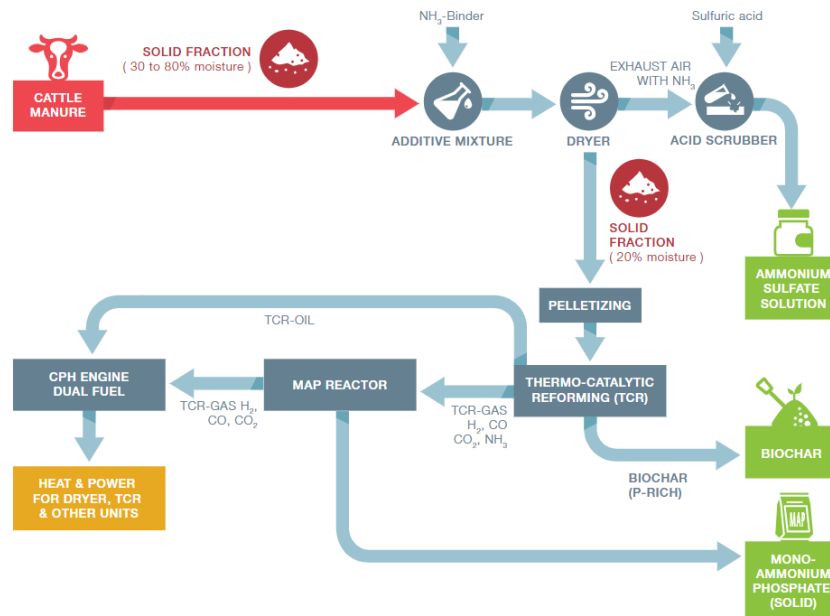 NH₃-Binder
Sulfuric acid
SOLID FRACTION
( 30 to 80% moisture )
EXHAUST AIR
WITH NH₃
CATTLE
MANURE
ADDITIVE MIXTURE
DRYER
ACID SCRUBBER
SOLID
FRACTION
( 20% moisture )
AMMONIUM
SULFATE
SOLUTION
PELLETIZING
TCR-OIL
CPH ENGINE
DUAL FUEL
MAP REACTOR
THERMO-CATALYTIC
REFORMING (TCR)
TCR-GAS H₂,
CO, CO₂
TCR-GAS
H₂, CO
CO₂, NH₃
BIOCHAR
BIOCHAR
(P-RICH)
HEAT & POWER
FOR DRYER, TCR
& OTHER UNITS
MAP
MONO-
AMMONIUM
PHOSPHATE
(SOLID)